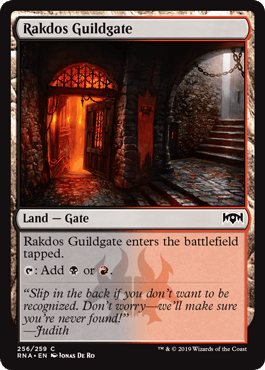 Rakdos Guildgate
Land — Gate
Rakdos Guildgate enters the battlefield
tapped.
: Add or .
"Slip in the back if you don't want to be
recognized. Don't worry—we'll make sure
you're never found!"
—Judith
256/259 C
RNA • EN Jonas De Ro
™ & © 2019 Wizards of the Coast